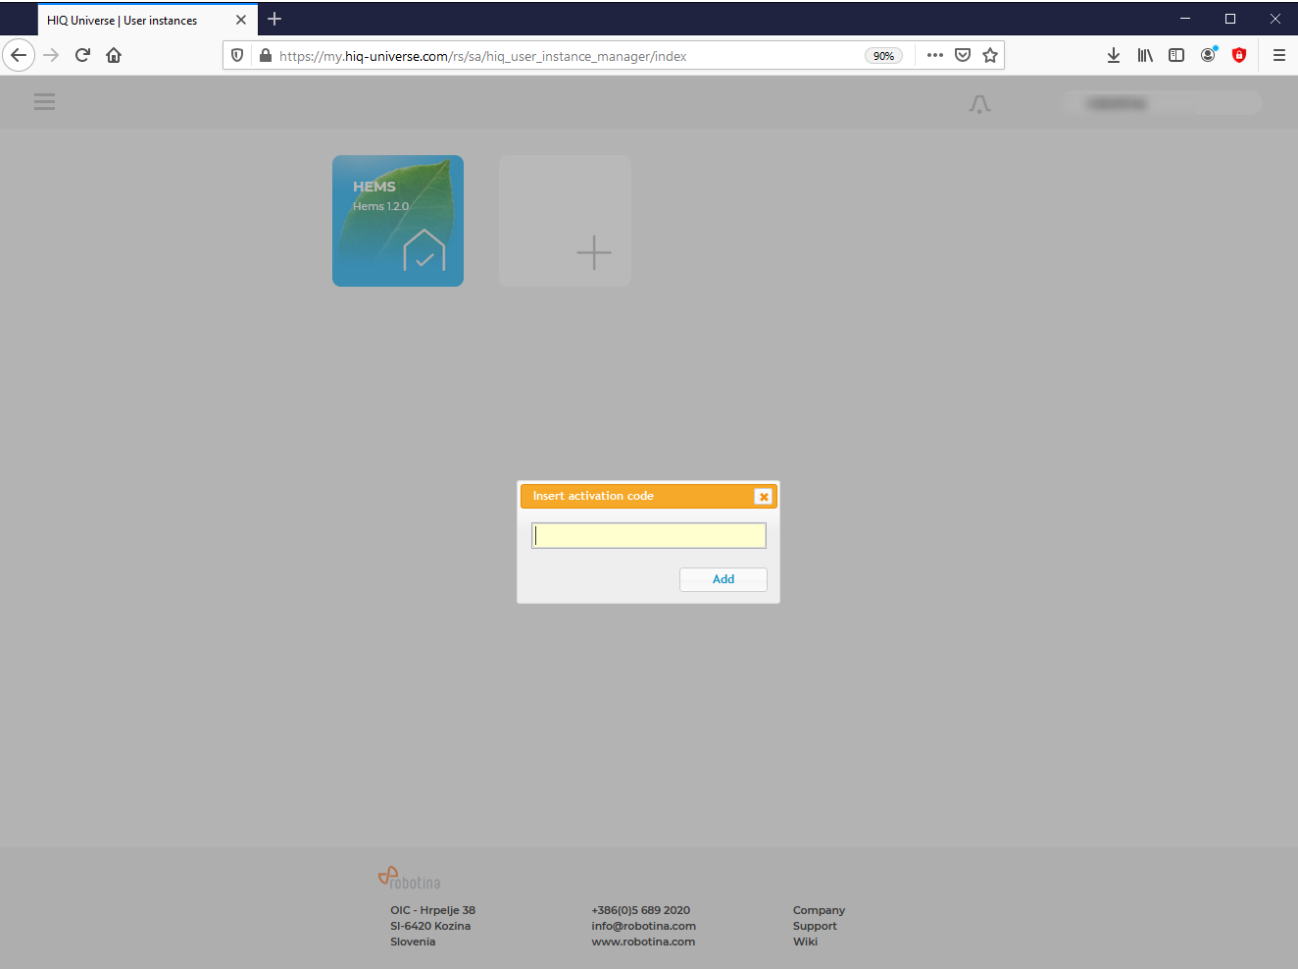 HIQ Universe | User instances
https://my.hiq-universe.com/rs/sa/hiq_user_instance_manager/index
90%
HEMS
Hems 1.2.0
Insert activation code
Add
robotina
OIC - Hrpelje 38
SI-6420 Kozina
Slovenia
+386(0)5 689 2020
info@robotina.com
www.robotina.com
Company
Support
Wiki